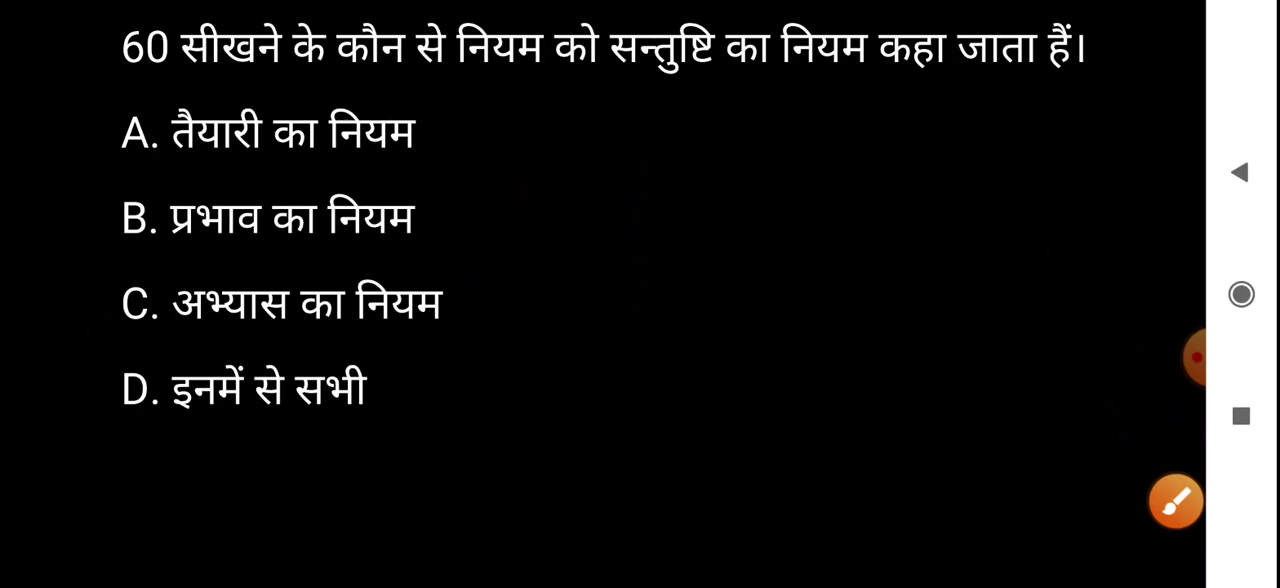 60 सीखने के कौन से नियम को सन्तुष्टि का नियम कहा जाता हैं।
A. तैयारी का नियम
B. प्रभाव का नियम
C. अभ्यास का नियम
D. इनमें से सभी